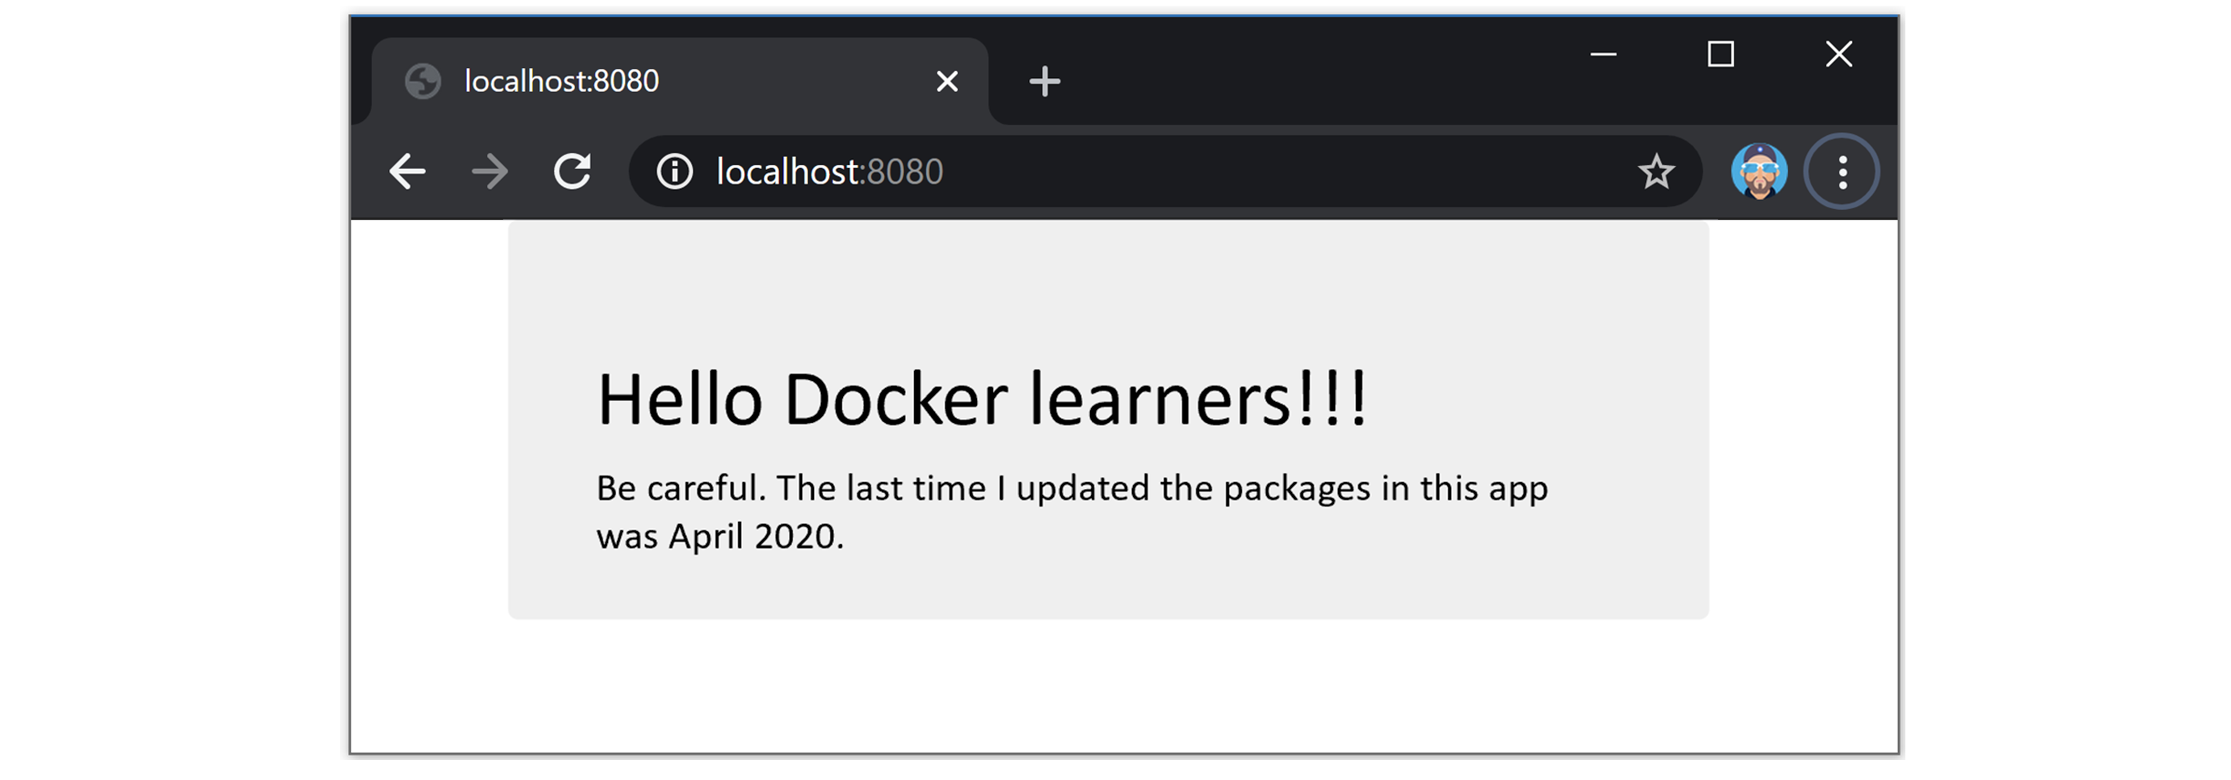 localhost:8080
localhost:8080
Hello Docker learners!!!
Be careful. The last time I updated the packages in this app
was April 2020.